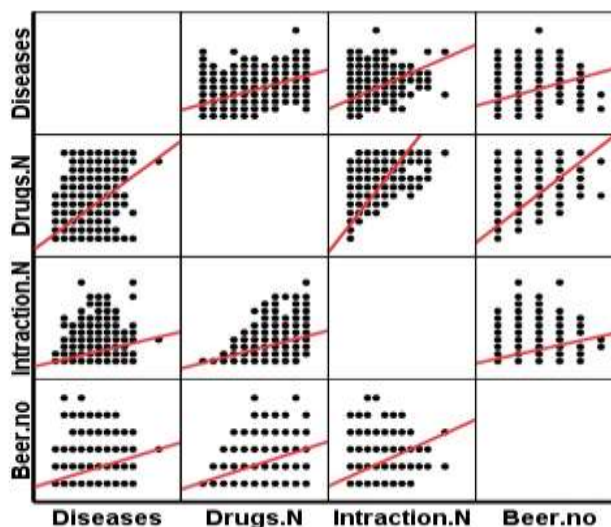 Diseases
Drugs.N
Intraction.N
Beer.no
Diseases Drugs.N Intraction.N Beer.no